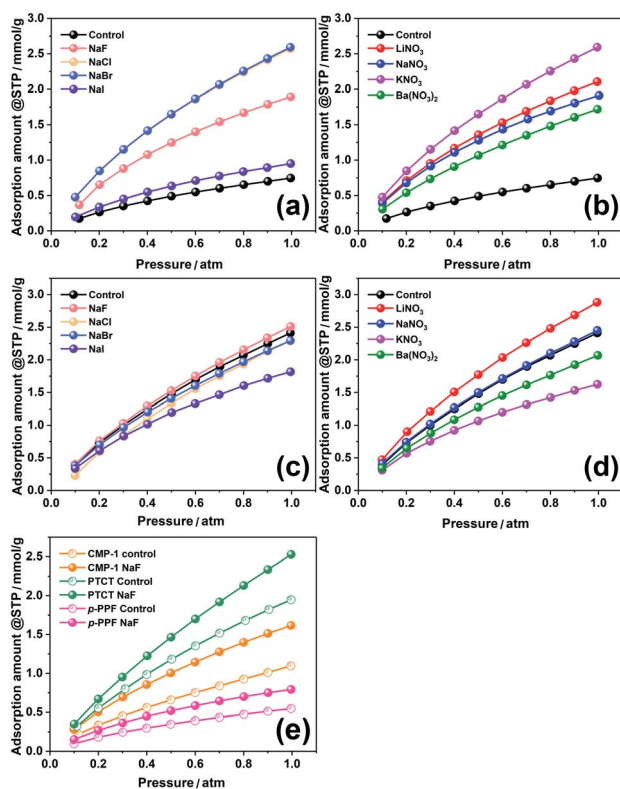 Adsorption amount @STP / mmol/g
3.0
2.5
2.0
1.5
1.0
0.5
0.0
Control
NaF
NaCl
NaBr
NaI
(a)
0.0 0.2 0.4 0.6 0.8 1.0
Pressure / atm
Adsorption amount @STP / mmol/g
3.0
2.5
2.0
1.5
1.0
0.5
0.0
Control
LiNO₃
NaNO₃
KNO₃
Ba(NO₃)₂
(b)
0.0 0.2 0.4 0.6 0.8 1.0
Pressure / atm
Adsorption amount @STP / mmol/g
3.0
2.5
2.0
1.5
1.0
0.5
0.0
Control
NaF
NaCl
NaBr
NaI
(c)
0.0 0.2 0.4 0.6 0.8 1.0
Pressure / atm
Adsorption amount @STP / mmol/g
3.0
2.5
2.0
1.5
1.0
0.5
0.0
Control
LiNO₃
NaNO₃
KNO₃
Ba(NO₃)₂
(d)
0.0 0.2 0.4 0.6 0.8 1.0
Pressure / atm
Adsorption amount @STP / mmol/g
2.5
2.0
1.5
1.0
0.5
0.0
CMP-1 control
CMP-1 NaF
PTCT Control
PTCT NaF
p-PPF Control
p-PPF NaF
(e)
0.0 0.2 0.4 0.6 0.8 1.0
Pressure / atm